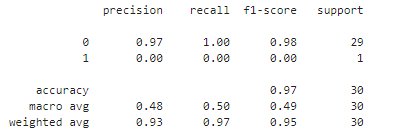 precision recall f1-score support
0 0.97 1.00 0.98 29
1 0.00 0.00 0.00 1
accuracy 0.97 30
macro avg 0.48 0.50 0.49 30
weighted avg 0.93 0.97 0.95 30